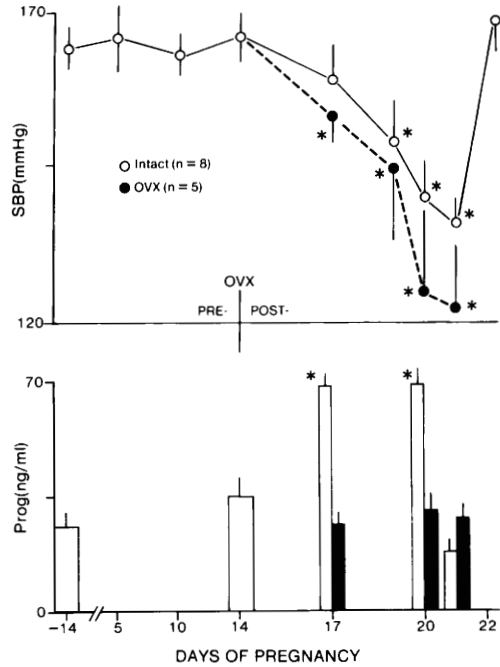 170
SBP(mmHg)
Intact (n = 8)
OVX (n = 5)
* * * * * * * *
OVX
PRE- POST-
120
70
* *
Prog(ng/ml)
0
-14 5 10 14 17 20 22
DAYS OF PREGNANCY